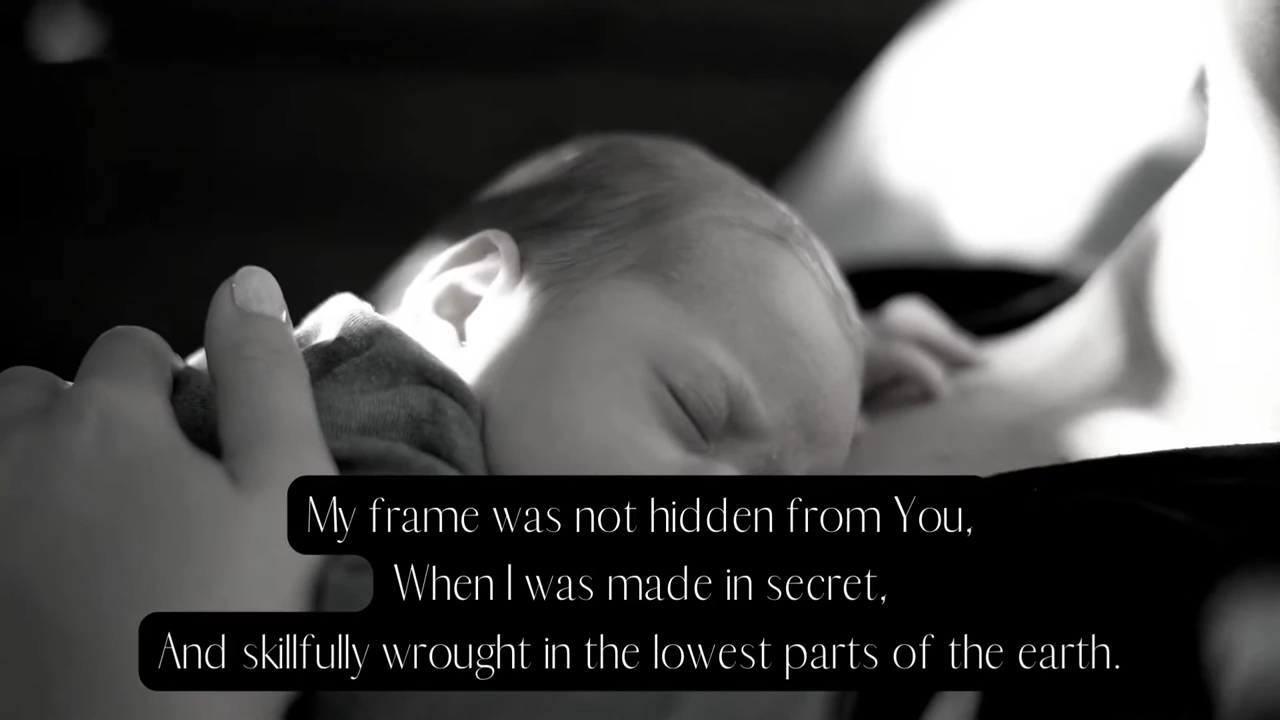 My frame was not hidden from You,
When I was made in secret,
And skillfully wrought in the lowest parts of the earth.